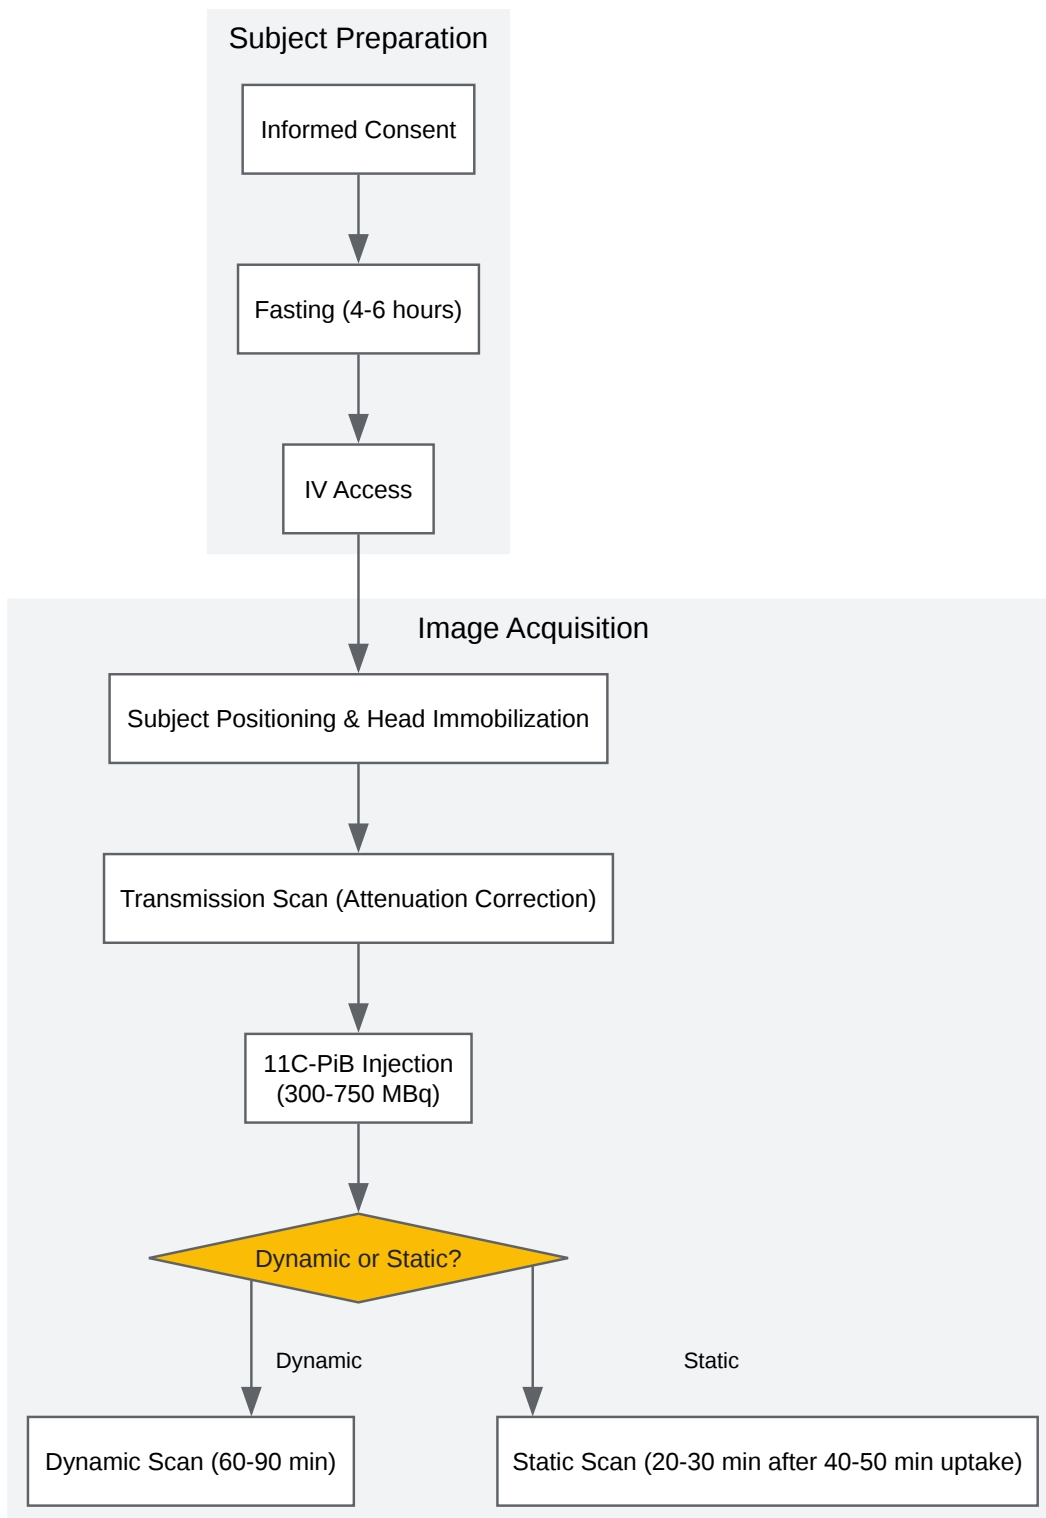 Subject Preparation
Informed Consent
Fasting (4-6 hours)
IV Access
Image Acquisition
Subject Positioning & Head Immobilization
Transmission Scan (Attenuation Correction)
11C-PiB Injection
(300-750 MBq)
Dynamic or Static?
Dynamic
Static
Dynamic Scan (60-90 min)
Static Scan (20-30 min after 40-50 min uptake)